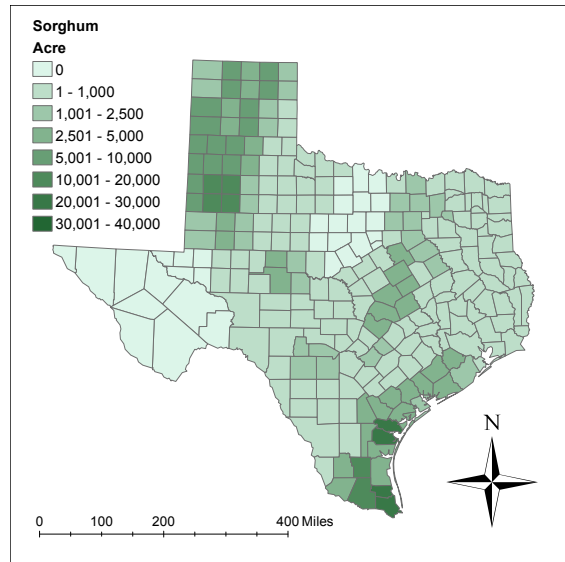 Sorghum
Acre
0
1 - 1,000
1,001 - 2,500
2,501 - 5,000
5,001 - 10,000
10,001 - 20,000
20,001 - 30,000
30,001 - 40,000
N
0 100 200 400 Miles